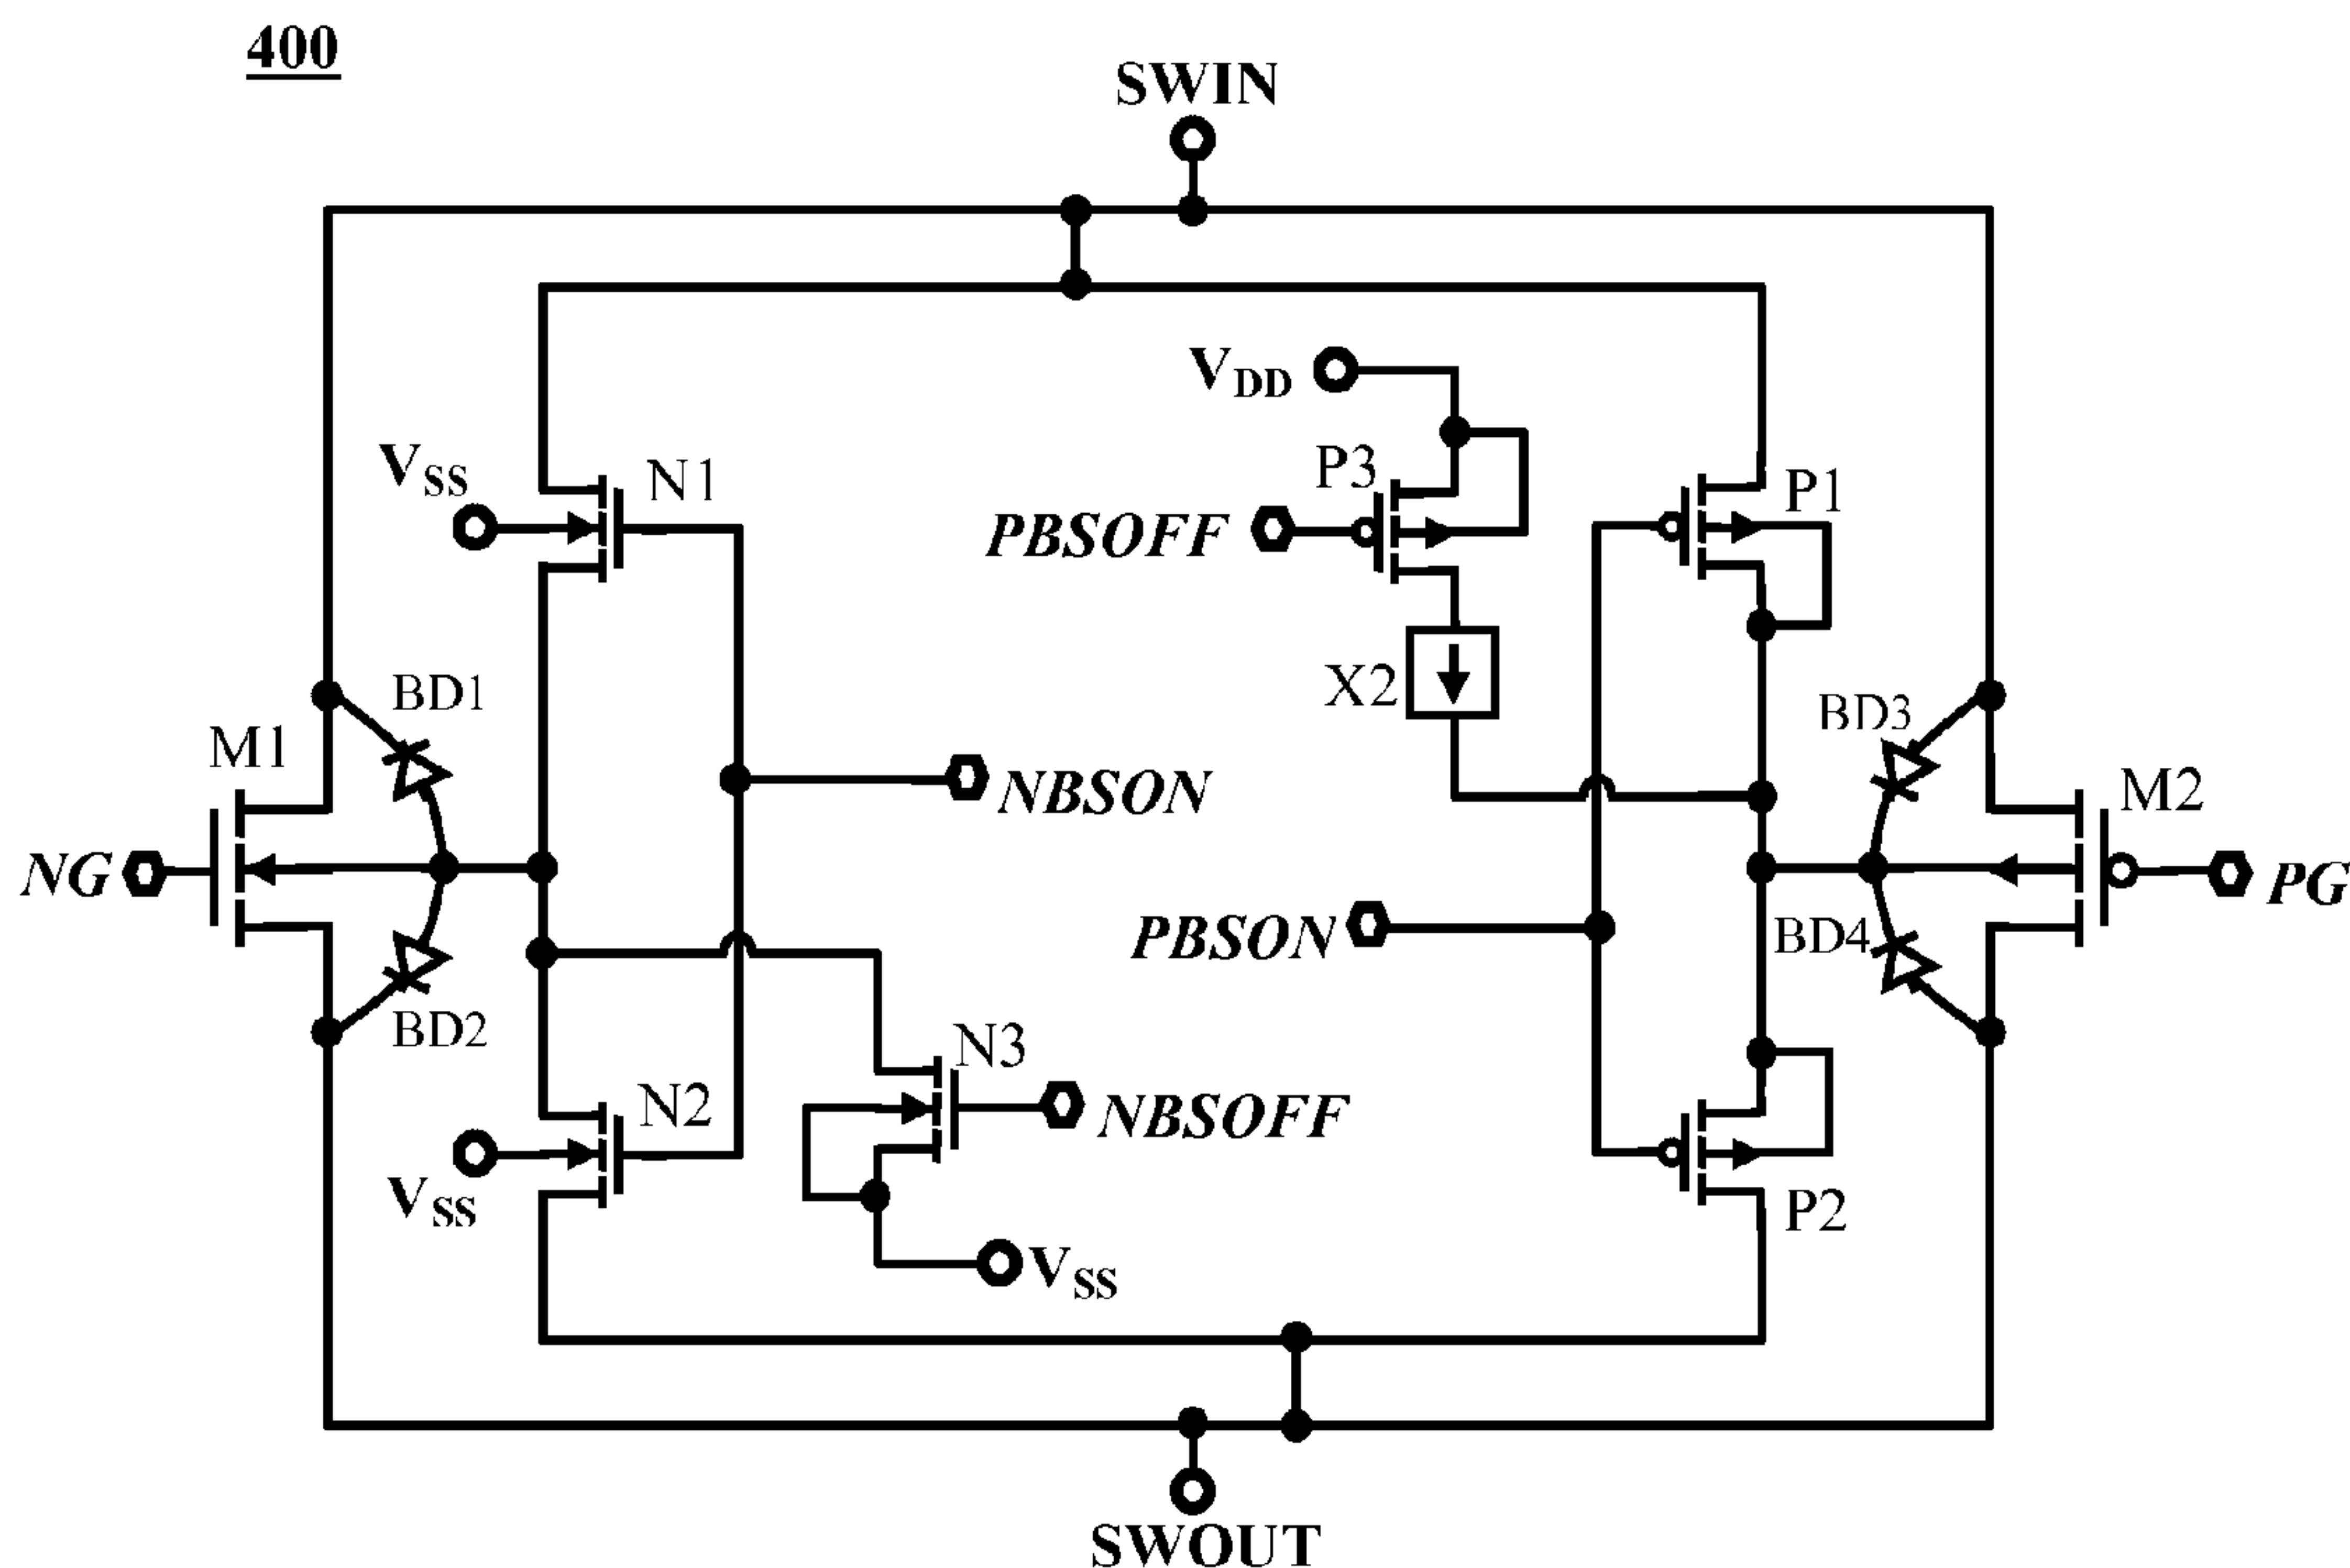 400
SWIN
VDD
VSS
N1
P3
P1
PBSOFF
X2
BD1
BD3
M1
M2
NBSON
NG
PG
PBSON
BD4
BD2
N3
N2
NBSOFF
VSS
P2
VSS
SWOUT